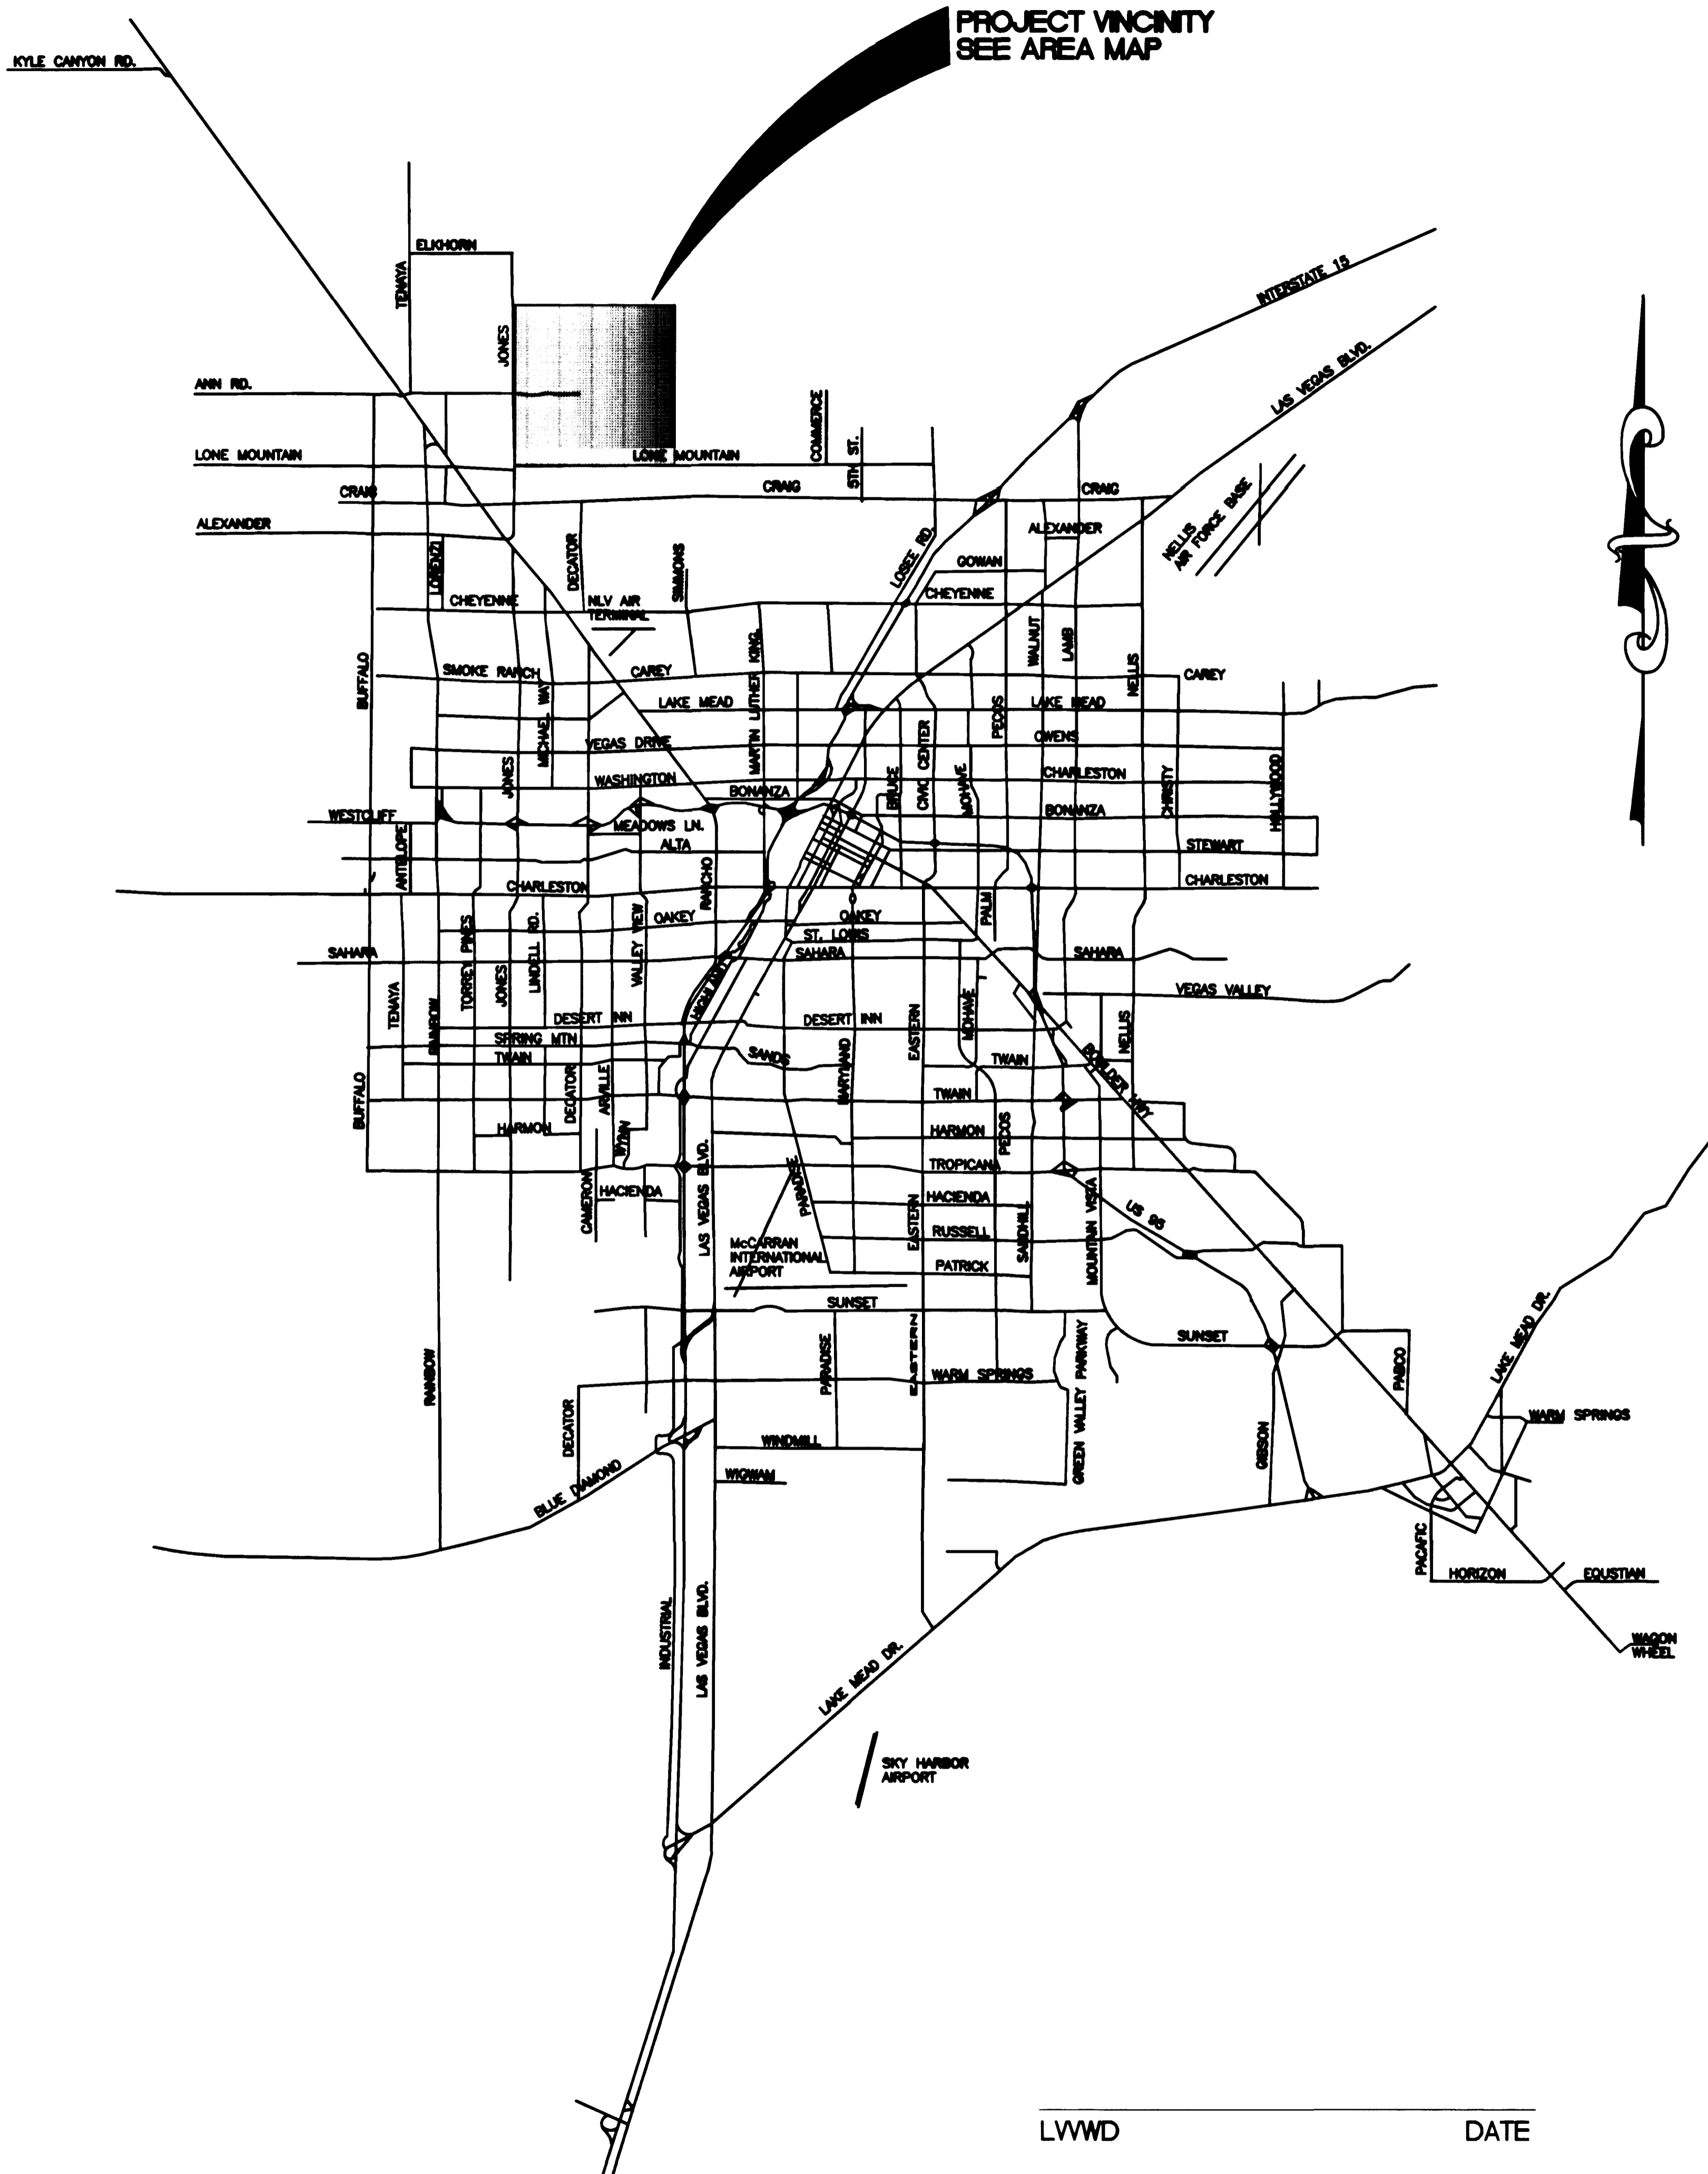 PROJECT VINCINITY
SEE AREA MAP
KYLE CANYON RD.
ELKHORN
TENAYA
INTERSTATE 15
JONES
LAS VEGAS BLVD.
ANN RD.
COMMERCE
5TH ST.
LONE MOUNTAIN
LONE MOUNTAIN
CRAIG
CRAIG
CRAIG
NELLIS
AIR FORCE BASE
ALEXANDER
ALEXANDER
LORENZI
DECATOR
SIMMONS
LOSEE RD.
GOWAN
CHEYENNE
NLV AIR
TERMINAL
CHEYENNE
WALNUT
LAMB
NELLIS
BUFFALO
SMOKE RANCH
CAREY
MARTIN LUTHER KING.
CAREY
MICHAEL WAY
LAKE MEAD
PECOS
LAKE MEAD
VEGAS DRIVE
CIVIC CENTER
OWENS
JONES
WASHINGTON
BRUCE
MOHAVE
CHARLESTON
CHRISTY
HOLLYWOOD
BONANZA
BONANZA
WESTCLIFF
MEADOWS LN.
ANTELOPE
ALTA
STEWART
RANCHO
CHARLESTON
CHARLESTON
PALM
OAKEY
OAKEY
TORREY PINES
LINDELL RD.
VALLEY VIEW
ST. LOUIS
SAHARA
SAHARA
SAHARA
JONES
HIGHLAND
TENAYA
RAINBOW
VEGAS VALLEY
DESERT INN
DESERT INN
EASTERN
MOHAVE
NELLIS
SPRING MTN
TWAIN
SANDS
MARYLAND
TWAIN
BOULDER HWY
BUFFALO
DECATOR
ARVILLE
TWAIN
HARMON
WYNN
HARMON
PECOS
LAS VEGAS BLVD.
PARADISE
TROPICANA
CAMERON
HACIENDA
HACIENDA
EASTERN
SANDHILL
MOUNTAIN VISTA
US 95
McCARRAN
INTERNATIONAL
AIRPORT
RUSSELL
PATRICK
SUNSET
SUNSET
LAKE MEAD DR.
RAINBOW
PARADISE
EASTERN
WARM SPRINGS
GREEN VALLEY PARKWAY
PABCO
DECATOR
WARM SPRINGS
WINDMILL
GIBSON
BLUE DIAMOND
WIGWAM
PACAFIC
HORIZON
EQUSTIAN
INDUSTRIAL
LAS VEGAS BLVD.
WAGON
WHEEL
LAKE MEAD DR.
SKY HARBOR
AIRPORT
LVVWD
DATE